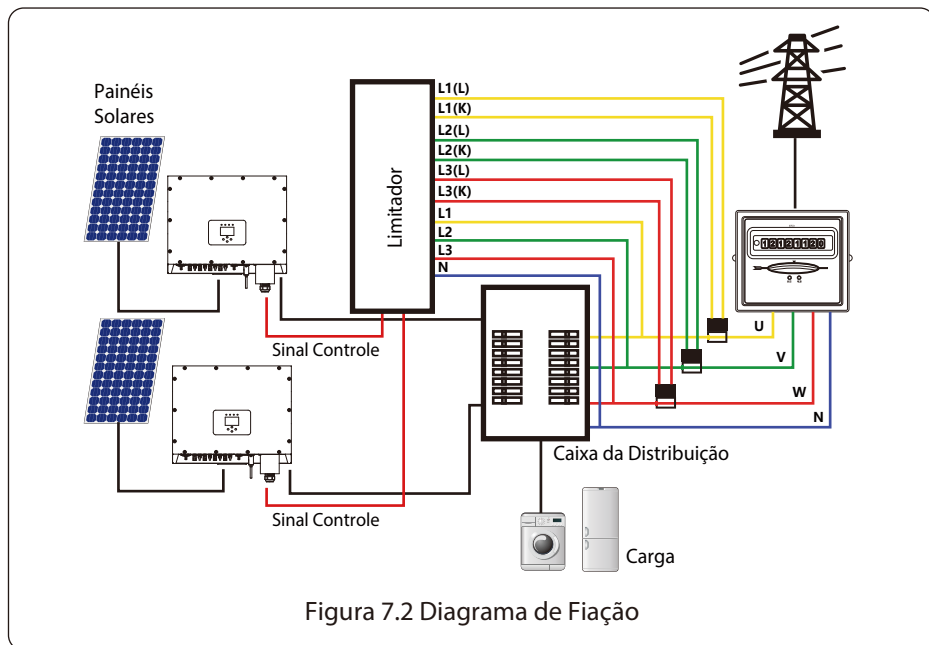 Painéis
Solares
Limitador
L1(L)
L1(K)
L2(L)
L2(K)
L3(L)
L3(K)
L1
L2
L3
N
12121120
U
V
W
N
Sinal Controle
Caixa da Distribuição
Sinal Controle
Carga
Figura 7.2 Diagrama de Fiação